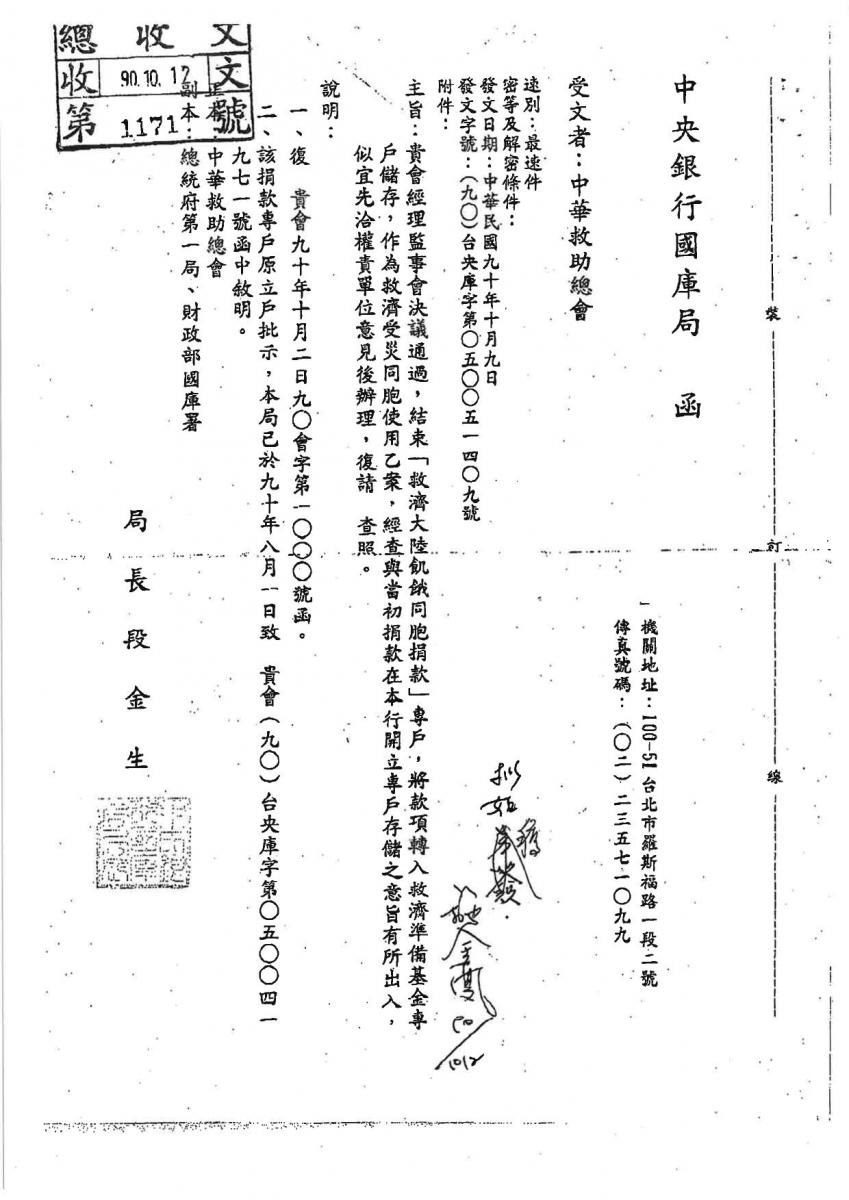 裝
訂
線
中央銀行國庫局 函
機關地址：100-51台北市羅斯福路一段二號
傳真號碼：（〇二）二三五七一〇九九
受文者：中華救助總會
速別：最速件
密等及解密條件：
發文日期：中華民國九十年十月九日
發文字號：（九〇）台央庫字第〇五〇〇五一四〇九號
附件：
主旨：貴會經理監事會決議通過，結束「救濟大陸飢餓同胞捐款」專戶，將款項轉入救濟準備基金專
戶儲存，作為救濟受災同胞使用乙案，經查與當初捐款在本行開立專戶存儲之意旨有所出入，
似宜先洽權責單位意見後辦理，復請 查照。
說明：
一、復 貴會九十年十月二日九〇會字第一〇〇〇號函。
二、該捐款專戶原立戶批示，本局已於九十年八月一日致 貴會（九〇）台央庫字第〇五〇〇四一
九七一號函中敘明。
正本：中華救助總會
副本：總統府第一局、財政部國庫署
局長段金生
總收文
收 90.10.12 文
第 1171 號
擬
10/2